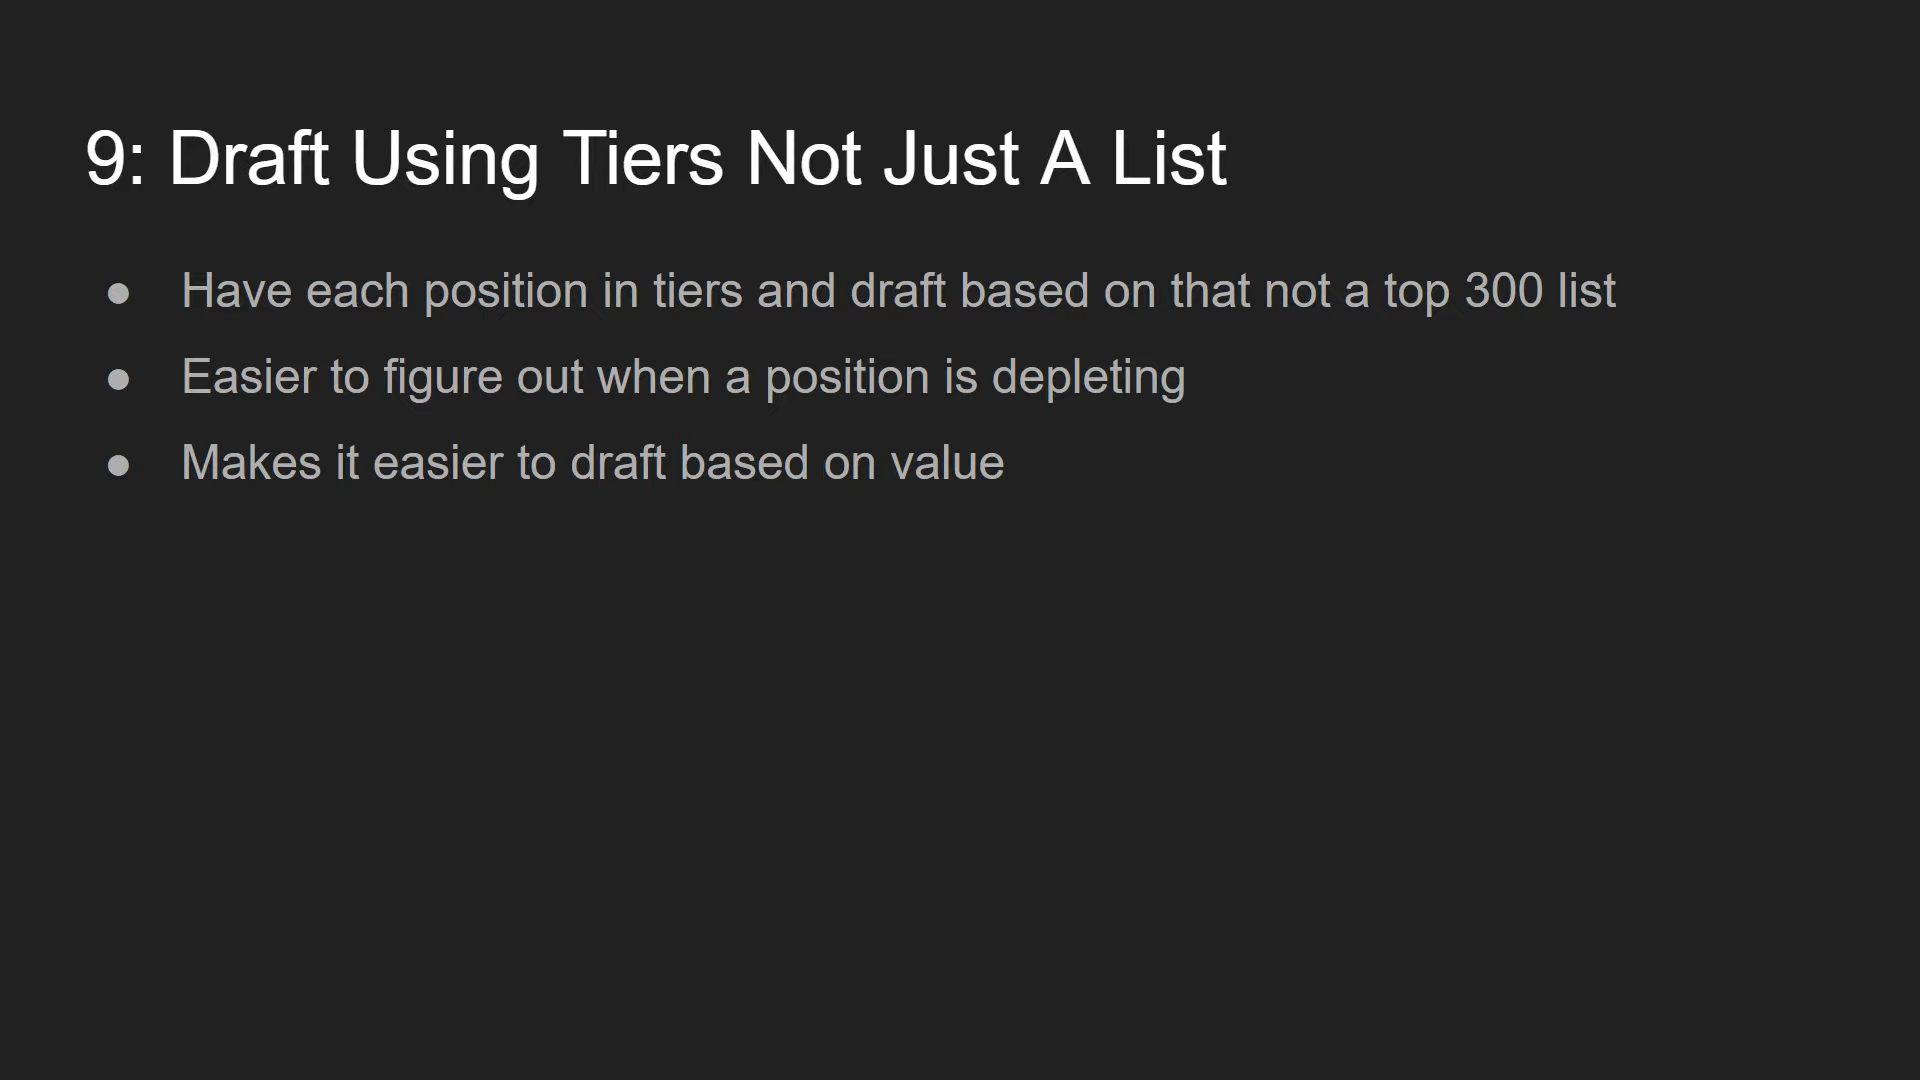 9: Draft Using Tiers Not Just A List
● Have each position in tiers and draft based on that not a top 300 list
● Easier to figure out when a position is depleting
● Makes it easier to draft based on value